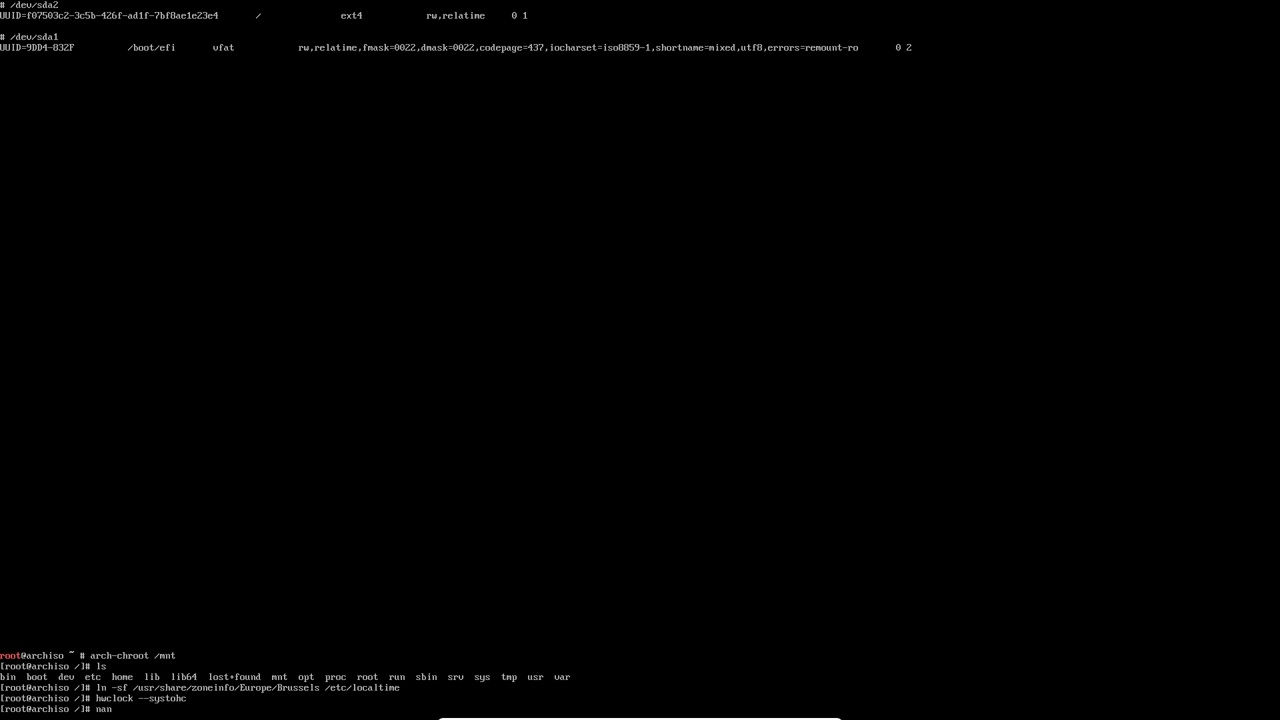 # /dev/sda2
UUID=f07503c2-3c5b-426f-ad1f-7bf8ae1e23e4 / ext4 rw,relatime 0 1
# /dev/sda1
UUID=9DD4-832F /boot/efi vfat rw,relatime,fmask=0022,dmask=0022,codepage=437,iocharset=iso8859-1,shortname=mixed,utf8,errors=remount-ro 0 2
root@archiso ~ # arch-chroot /mnt
[root@archiso /]# ls
bin boot dev etc home lib lib64 lost+found mnt opt proc root run sbin srv sys tmp usr var
[root@archiso /]# ln -sf /usr/share/zoneinfo/Europe/Brussels /etc/localtime
[root@archiso /]# hwclock --systohc
[root@archiso /]# nan